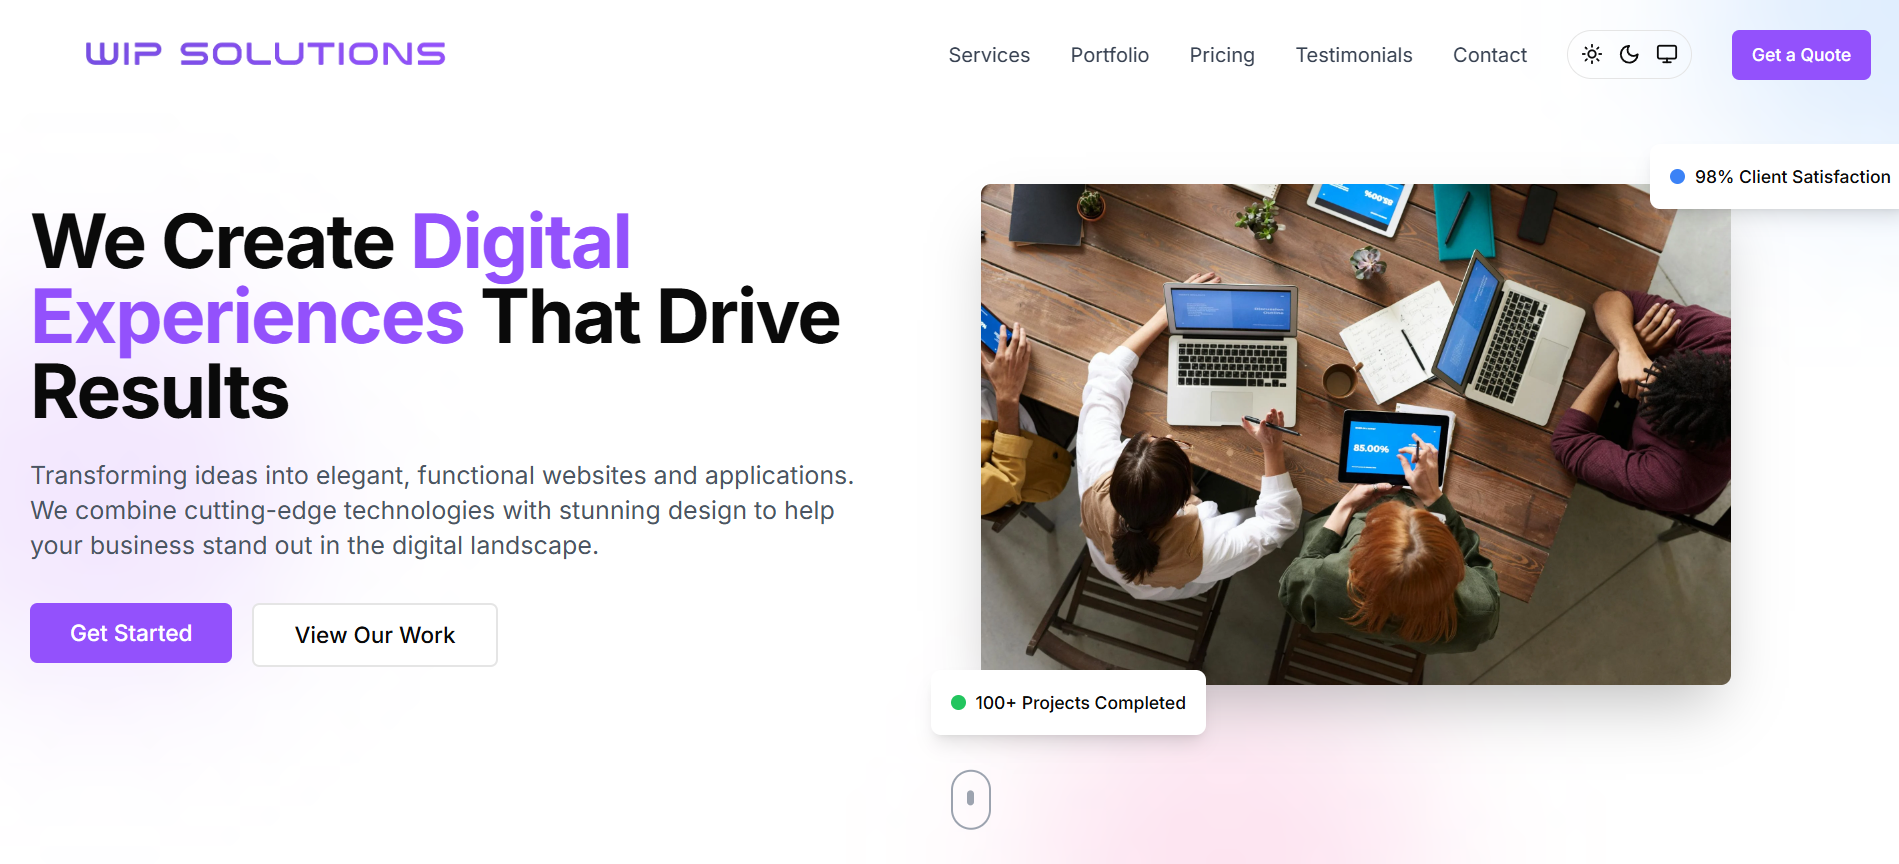 WIP SOLUTIONS
Services
Portfolio
Pricing
Testimonials
Contact
Get a Quote
98% Client Satisfaction
We Create Digital
Experiences That Drive
Results
Transforming ideas into elegant, functional websites and applications.
We combine cutting-edge technologies with stunning design to help
your business stand out in the digital landscape.
Get Started
View Our Work
85.00%
100+ Projects Completed